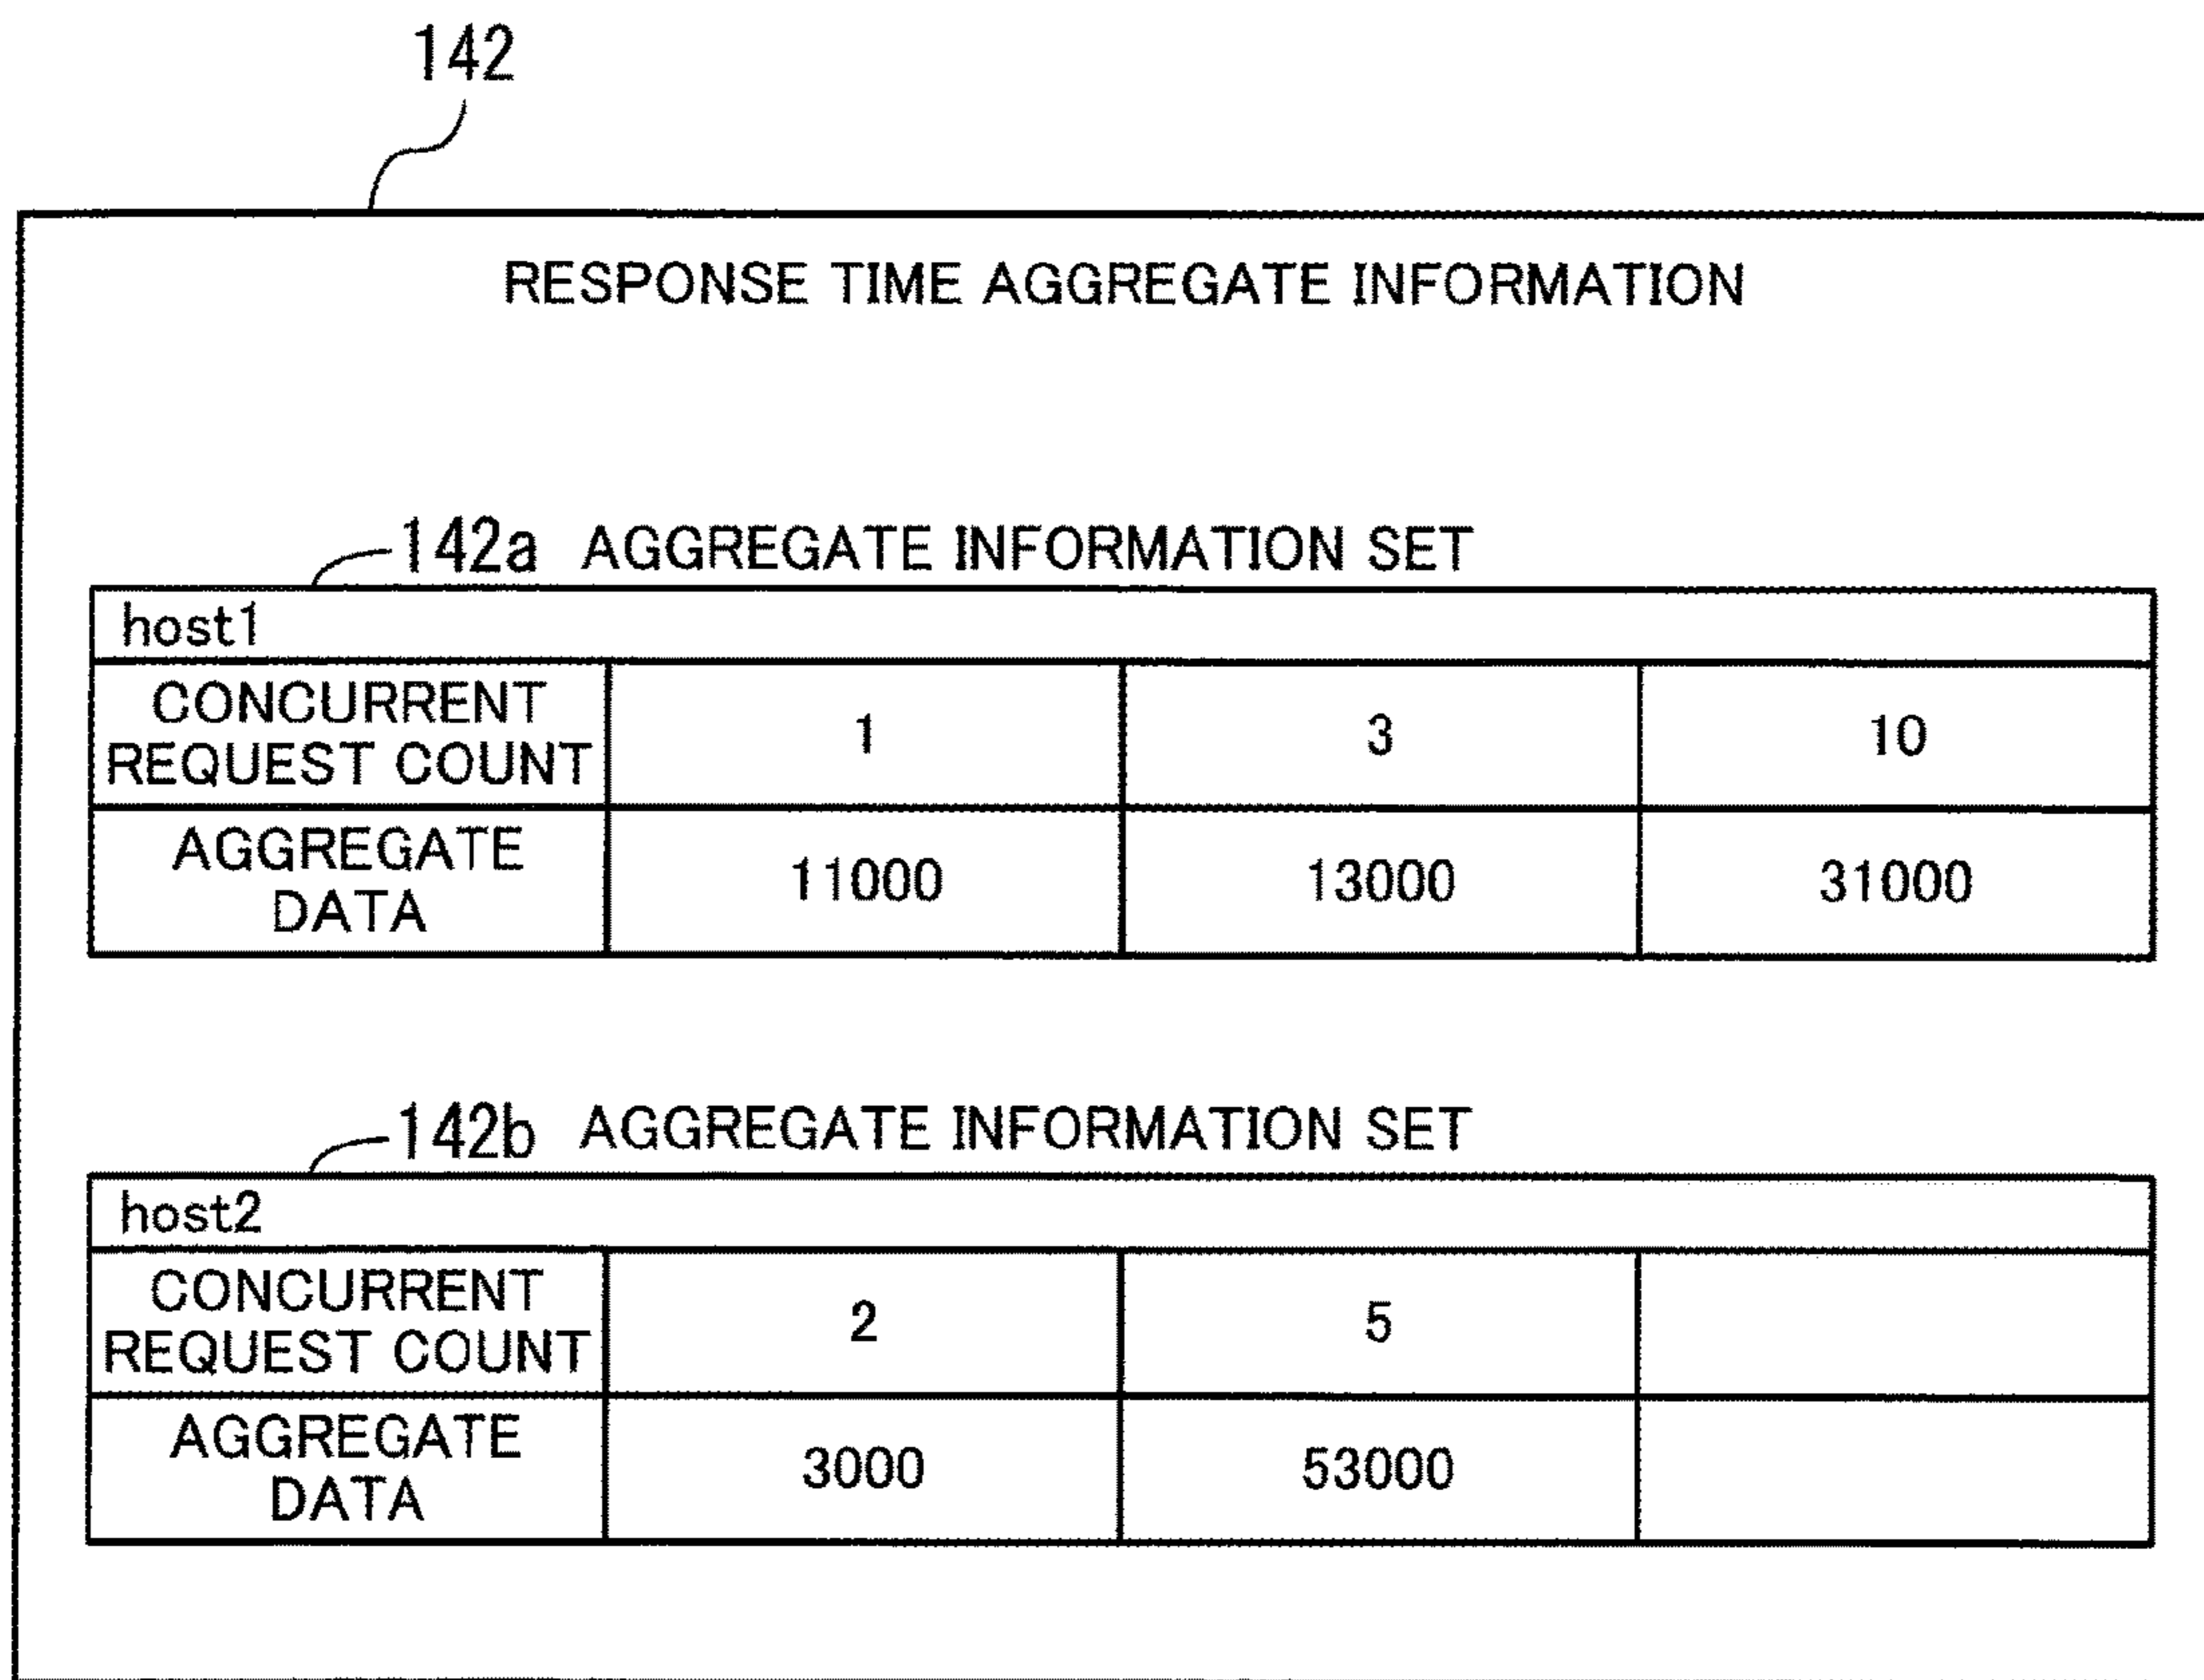 142
RESPONSE TIME AGGREGATE INFORMATION
142a AGGREGATE INFORMATION SET
host1
CONCURRENT
REQUEST COUNT
1
3
10
AGGREGATE
DATA
11000
13000
31000
142b AGGREGATE INFORMATION SET
host2
CONCURRENT
REQUEST COUNT
2
5
AGGREGATE
DATA
3000
53000